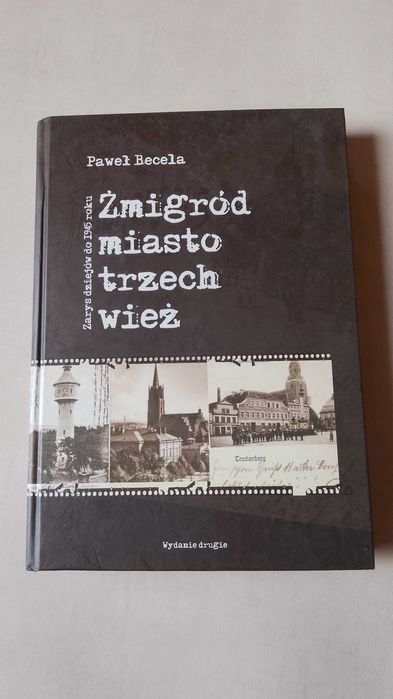 Paweł Becela
Zarys dziejów do 1945 roku
Żmigród
miasto
trzech
wież
Trachenberg
Wydanie drugie